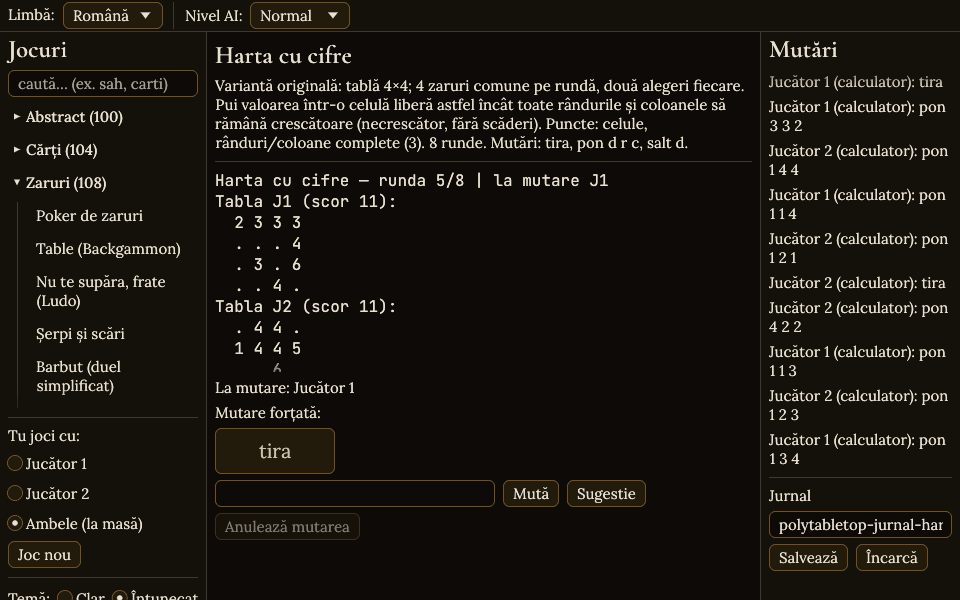 Limbă: Română ▼ Nivel AI: Normal ▼
Jocuri
caută... (ex. sah, carti)
▸ Abstract (100)
▸ Cărți (104)
▾ Zaruri (108)
Poker de zaruri
Table (Backgammon)
Nu te supăra, frate
(Ludo)
Șerpi și scări
Barbut (duel
simplificat)
Tu joci cu:
Jucător 1
Jucător 2
Ambele (la masă)
Joc nou
Temă: Clar Întunecat
Harta cu cifre
Variantă originală: tablă 4×4; 4 zaruri comune pe rundă, două alegeri fiecare.
Pui valoarea într-o celulă liberă astfel încât toate rândurile și coloanele să
rămână crescătoare (necrescător, fără scăderi). Puncte: celule,
rânduri/coloane complete (3). 8 runde. Mutări: tira, pon d r c, salt d.
Harta cu cifre — runda 5/8 | la mutare J1
Tabla J1 (scor 11):
2 3 3 3
. . . 4
. 3 . 6
. . 4 .
Tabla J2 (scor 11):
. 4 4 .
1 4 4 5
La mutare: Jucător 1
Mutare forțată:
tira
Mută Sugestie
Anulează mutarea
Mutări
Jucător 1 (calculator): tira
Jucător 1 (calculator): pon
3 3 2
Jucător 2 (calculator): pon
1 4 4
Jucător 1 (calculator): pon
1 1 4
Jucător 2 (calculator): pon
1 2 1
Jucător 2 (calculator): tira
Jucător 2 (calculator): pon
4 2 2
Jucător 1 (calculator): pon
1 1 3
Jucător 2 (calculator): pon
1 2 3
Jucător 1 (calculator): pon
1 3 4
Jurnal
polytabletop-jurnal-har
Salvează Încarcă